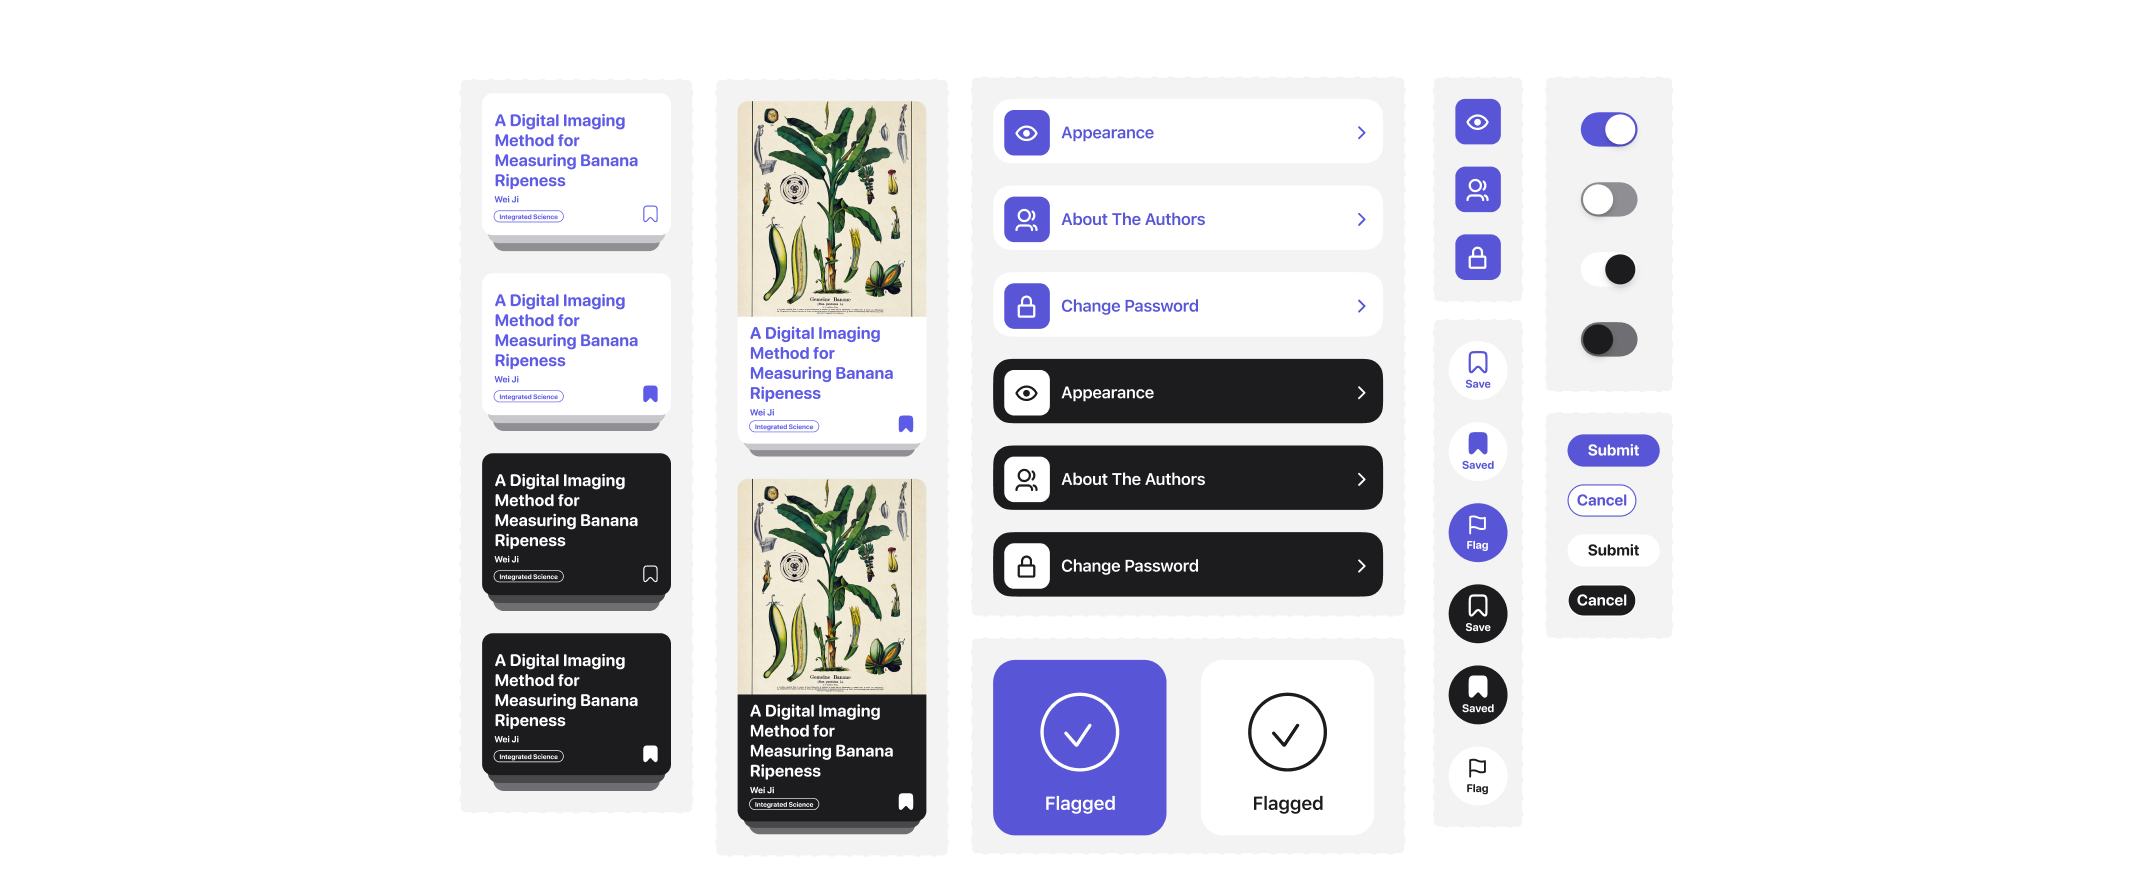 A Digital Imaging
Method for
Measuring Banana
Ripeness
Wei Ji
Integrated Science
A Digital Imaging
Method for
Measuring Banana
Ripeness
Wei Ji
Integrated Science
A Digital Imaging
Method for
Measuring Banana
Ripeness
Wei Ji
Integrated Science
A Digital Imaging
Method for
Measuring Banana
Ripeness
Wei Ji
Integrated Science
Gemeine Banane
A Digital Imaging
Method for
Measuring Banana
Ripeness
Wei Ji
Integrated Science
Gemeine Banane
A Digital Imaging
Method for
Measuring Banana
Ripeness
Wei Ji
Integrated Science
Appearance
About The Authors
Change Password
Appearance
About The Authors
Change Password
Flagged
Flagged
Save
Saved
Flag
Save
Saved
Flag
Submit
Cancel
Submit
Cancel